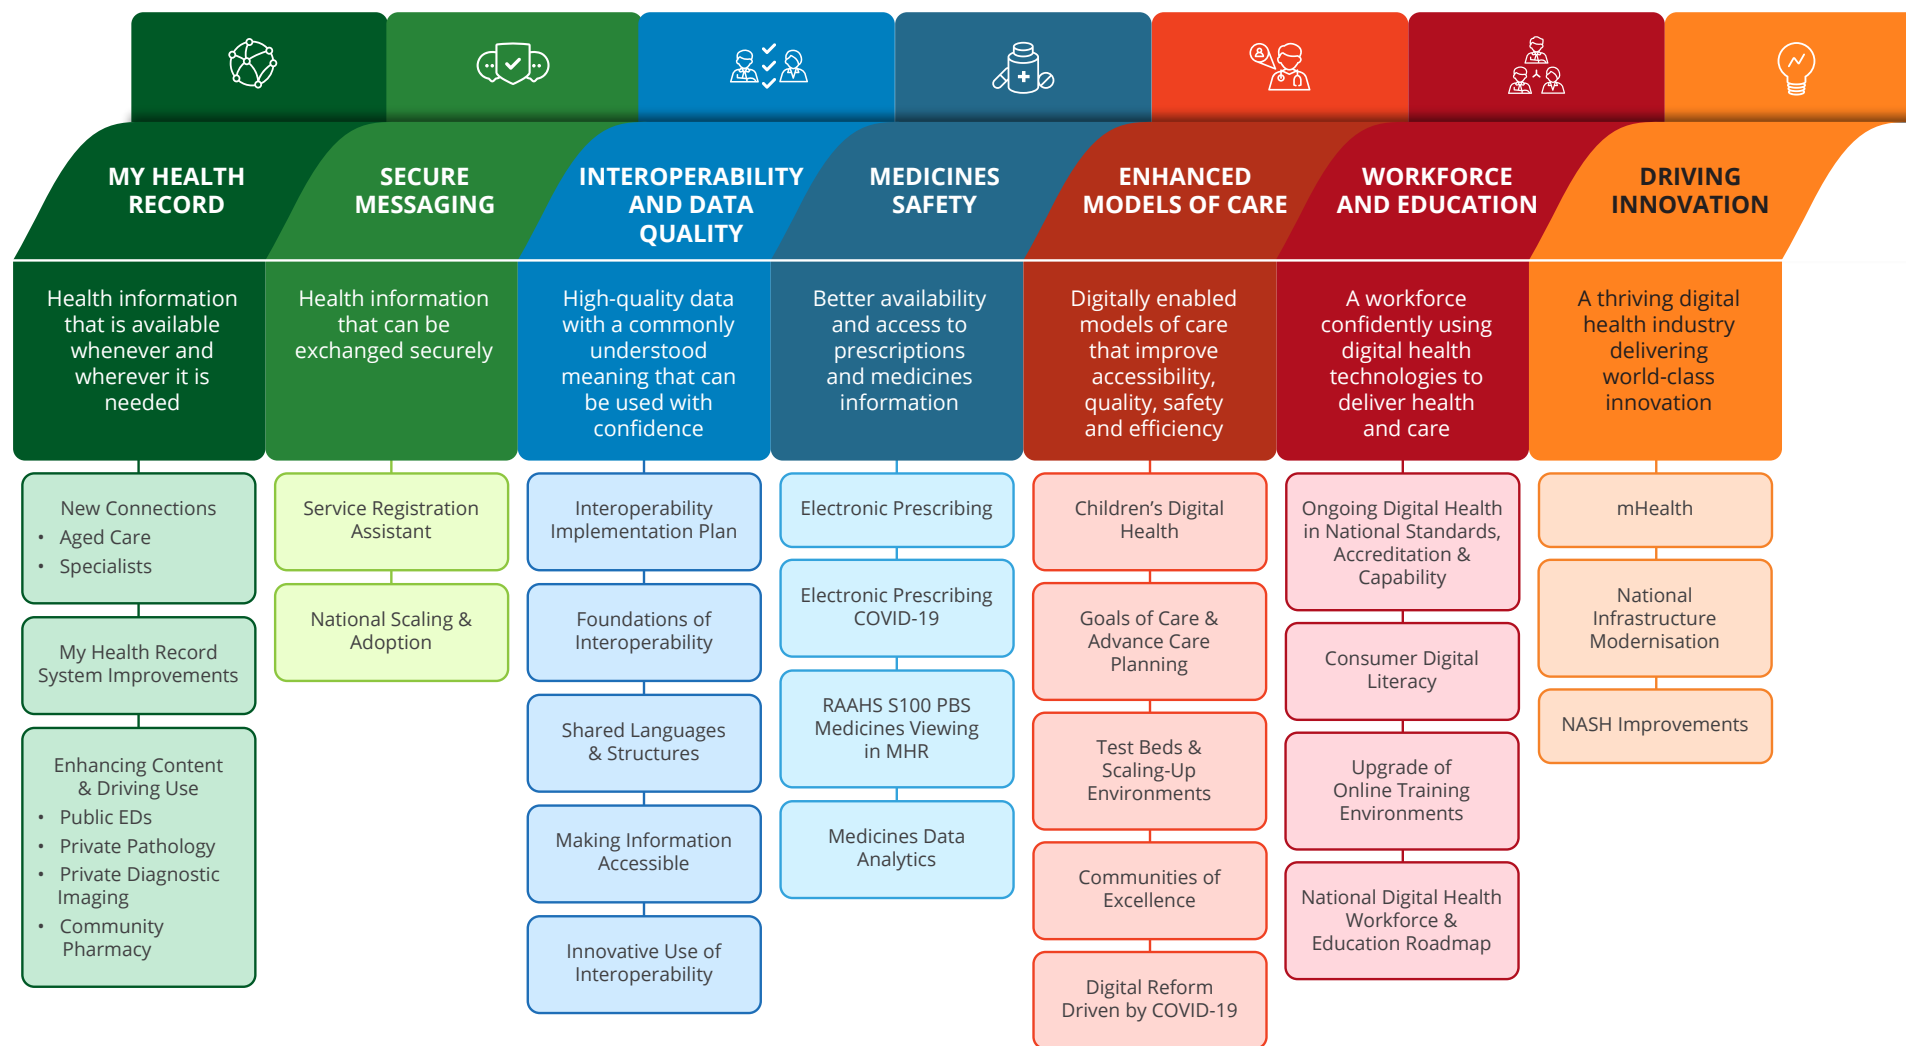 MY HEALTH
RECORD
SECURE
MESSAGING
INTEROPERABILITY
AND DATA
QUALITY
MEDICINES
SAFETY
ENHANCED
MODELS OF CARE
WORKFORCE
AND EDUCATION
DRIVING
INNOVATION
Health information
that is available
whenever and
wherever it is
needed
Health information
that can be
exchanged securely
High-quality data
with a commonly
understood
meaning that can
be used with
confidence
Better availability
and access to
prescriptions
and medicines
information
Digitally enabled
models of care
that improve
accessibility,
quality, safety
and efficiency
A workforce
confidently using
digital health
technologies to
deliver health
and care
A thriving digital
health industry
delivering
world-class
innovation
New Connections
• Aged Care
• Specialists
My Health Record
System Improvements
Enhancing Content
& Driving Use
• Public EDs
• Private Pathology
• Private Diagnostic
Imaging
• Community
Pharmacy
Service Registration
Assistant
National Scaling &
Adoption
Interoperability
Implementation Plan
Foundations of
Interoperability
Shared Languages
& Structures
Making Information
Accessible
Innovative Use of
Interoperability
Electronic Prescribing
Electronic Prescribing
COVID-19
RAAHS S100 PBS
Medicines Viewing
in MHR
Medicines Data
Analytics
Children’s Digital
Health
Goals of Care &
Advance Care
Planning
Test Beds &
Scaling-Up
Environments
Communities of
Excellence
Digital Reform
Driven by COVID-19
Ongoing Digital Health
in National Standards,
Accreditation &
Capability
Consumer Digital
Literacy
Upgrade of
Online Training
Environments
National Digital Health
Workforce &
Education Roadmap
mHealth
National
Infrastructure
Modernisation
NASH Improvements